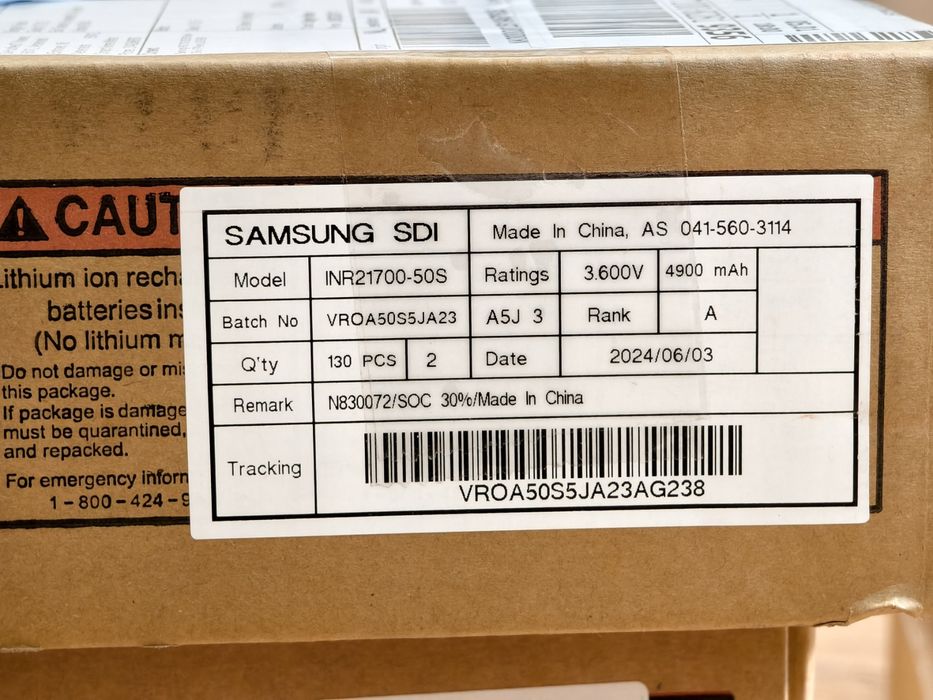 CAUT
Lithium ion recha
batteries ins
(No lithium m
Do not damage or mi
this package.
If package is damage
must be quarantined,
and repacked.
For emergency inform
1-800-424-9
SAMSUNG SDI Made In China, AS 041-560-3114
Model INR21700-50S Ratings 3.600V 4900 mAh
Batch No VROA50S5JA23 A5J 3 Rank A
Q'ty 130 PCS 2 Date 2024/06/03
Remark N830072/SOC 30%/Made In China
Tracking
VROA50S5JA23AG238